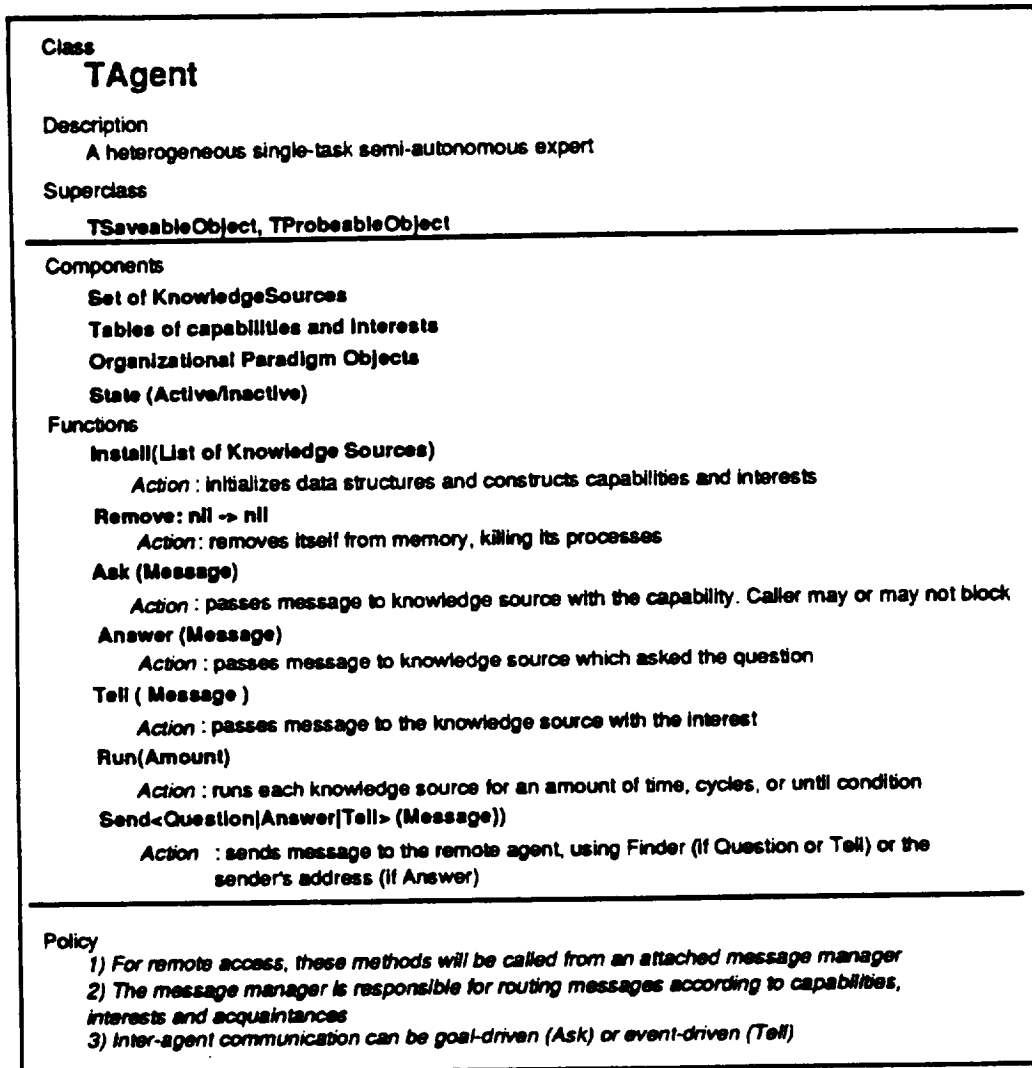 Class
TAgent
Description
A heterogeneous single-task semi-autonomous expert
Superclass
TSaveableObject, TProbeableObject
Components
Set of KnowledgeSources
Tables of capabilities and interests
Organizational Paradigm Objects
State (Active/Inactive)
Functions
Install(List of Knowledge Sources)
Action : initializes data structures and constructs capabilities and interests
Remove: nil -> nil
Action : removes itself from memory, killing its processes
Ask (Message)
Action : passes message to knowledge source with the capability. Caller may or may not block
Answer (Message)
Action : passes message to knowledge source which asked the question
Tell ( Message )
Action : passes message to the knowledge source with the interest
Run(Amount)
Action : runs each knowledge source for an amount of time, cycles, or until condition
Send<Question|Answer|Tell> (Message))
Action : sends message to the remote agent, using Finder (if Question or Tell) or the
sender's address (if Answer)
Policy
1) For remote access, these methods will be called from an attached message manager
2) The message manager is responsible for routing messages according to capabilities,
interests and acquaintances
3) Inter-agent communication can be goal-driven (Ask) or event-driven (Tell)